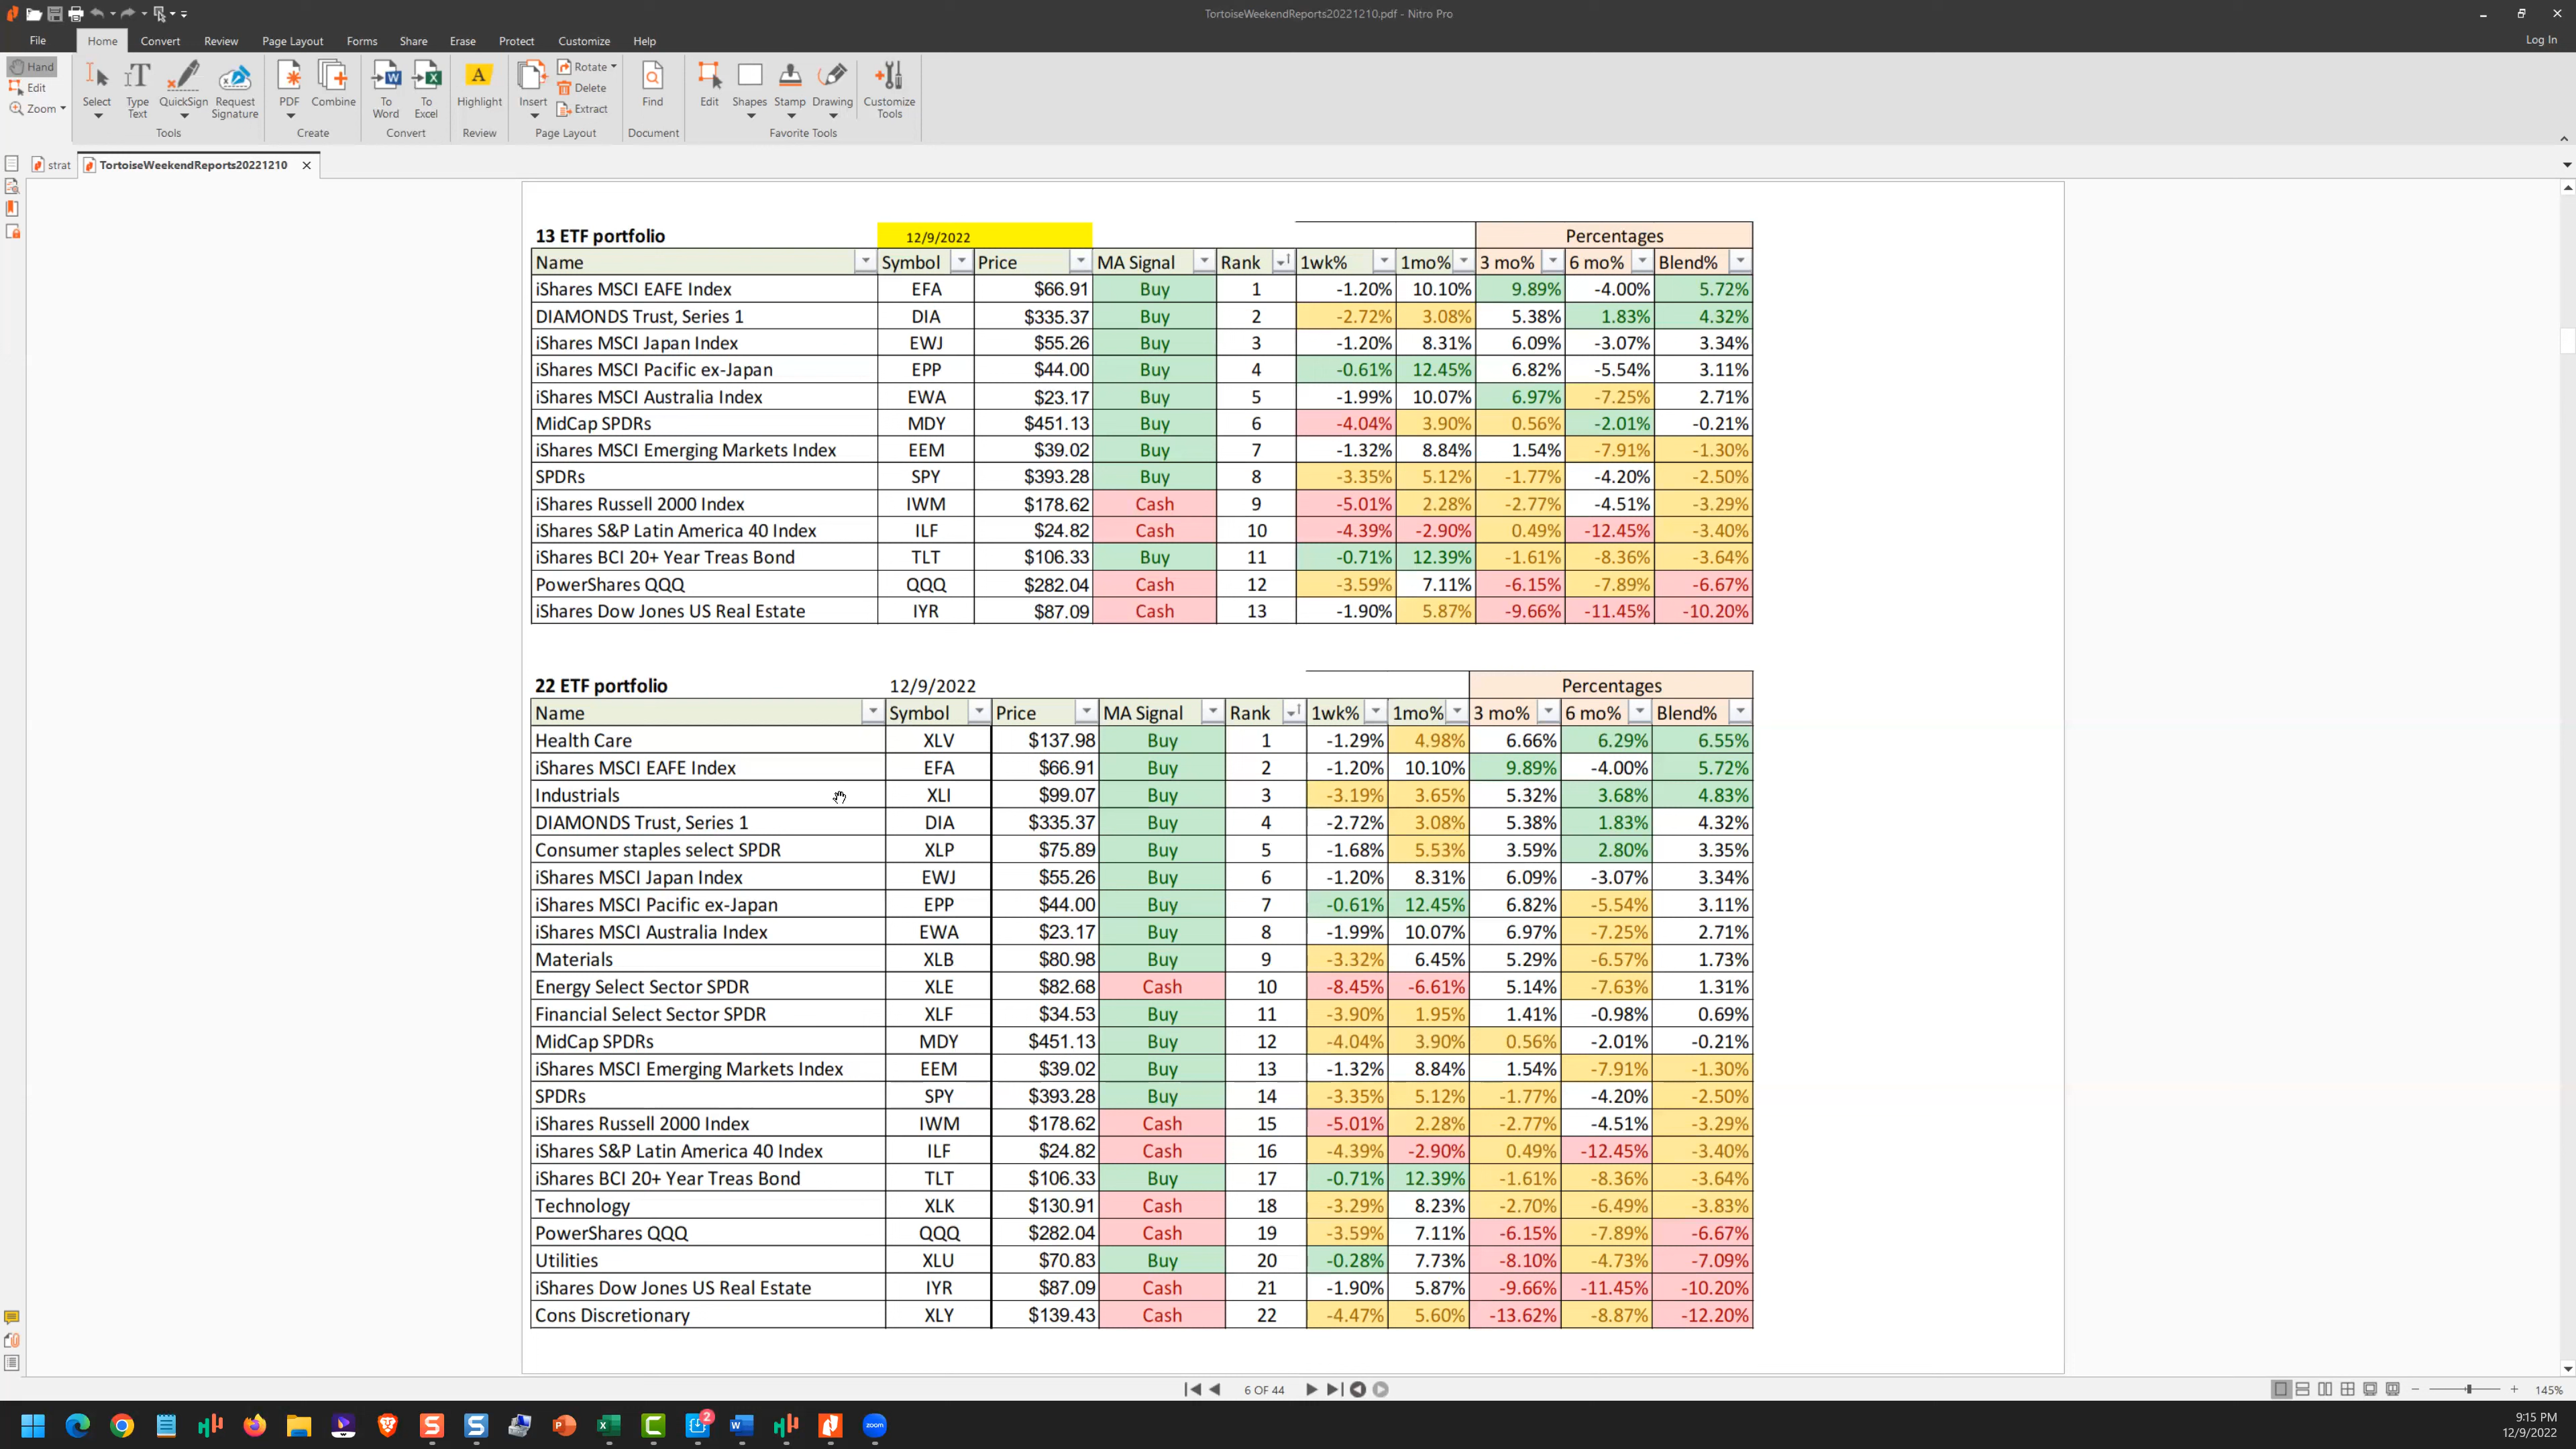 TortoiseWeekendReports20221210.pdf - Nitro Pro
File Home Convert Review Page Layout Forms Share Erase Protect Customize Help Log In
Hand
Edit
Zoom
Select
Type Text
QuickSign
Request Signature
Tools
PDF
Combine
Create
To Word
To Excel
Convert
Highlight
Review
Insert
Rotate
Delete
Extract
Page Layout
Find
Document
Edit
Shapes
Stamp
Drawing
Customize Tools
Favorite Tools
strat TortoiseWeekendReports20221210
13 ETF portfolio 12/9/2022 Percentages
Name Symbol Price MA Signal Rank 1wk% 1mo% 3 mo% 6 mo% Blend%
iShares MSCI EAFE Index EFA $66.91 Buy 1 -1.20% 10.10% 9.89% -4.00% 5.72%
DIAMONDS Trust, Series 1 DIA $335.37 Buy 2 -2.72% 3.08% 5.38% 1.83% 4.32%
iShares MSCI Japan Index EWJ $55.26 Buy 3 -1.20% 8.31% 6.09% -3.07% 3.34%
iShares MSCI Pacific ex-Japan EPP $44.00 Buy 4 -0.61% 12.45% 6.82% -5.54% 3.11%
iShares MSCI Australia Index EWA $23.17 Buy 5 -1.99% 10.07% 6.97% -7.25% 2.71%
MidCap SPDRs MDY $451.13 Buy 6 -4.04% 3.90% 0.56% -2.01% -0.21%
iShares MSCI Emerging Markets Index EEM $39.02 Buy 7 -1.32% 8.84% 1.54% -7.91% -1.30%
SPDRs SPY $393.28 Buy 8 -3.35% 5.12% -1.77% -4.20% -2.50%
iShares Russell 2000 Index IWM $178.62 Cash 9 -5.01% 2.28% -2.77% -4.51% -3.29%
iShares S&P Latin America 40 Index ILF $24.82 Cash 10 -4.39% -2.90% 0.49% -12.45% -3.40%
iShares BCI 20+ Year Treas Bond TLT $106.33 Buy 11 -0.71% 12.39% -1.61% -8.36% -3.64%
PowerShares QQQ QQQ $282.04 Cash 12 -3.59% 7.11% -6.15% -7.89% -6.67%
iShares Dow Jones US Real Estate IYR $87.09 Cash 13 -1.90% 5.87% -9.66% -11.45% -10.20%
22 ETF portfolio 12/9/2022 Percentages
Name Symbol Price MA Signal Rank 1wk% 1mo% 3 mo% 6 mo% Blend%
Health Care XLV $137.98 Buy 1 -1.29% 4.98% 6.66% 6.29% 6.55%
iShares MSCI EAFE Index EFA $66.91 Buy 2 -1.20% 10.10% 9.89% -4.00% 5.72%
Industrials XLI $99.07 Buy 3 -3.19% 3.65% 5.32% 3.68% 4.83%
DIAMONDS Trust, Series 1 DIA $335.37 Buy 4 -2.72% 3.08% 5.38% 1.83% 4.32%
Consumer staples select SPDR XLP $75.89 Buy 5 -1.68% 5.53% 3.59% 2.80% 3.35%
iShares MSCI Japan Index EWJ $55.26 Buy 6 -1.20% 8.31% 6.09% -3.07% 3.34%
iShares MSCI Pacific ex-Japan EPP $44.00 Buy 7 -0.61% 12.45% 6.82% -5.54% 3.11%
iShares MSCI Australia Index EWA $23.17 Buy 8 -1.99% 10.07% 6.97% -7.25% 2.71%
Materials XLB $80.98 Buy 9 -3.32% 6.45% 5.29% -6.57% 1.73%
Energy Select Sector SPDR XLE $82.68 Cash 10 -8.45% -6.61% 5.14% -7.63% 1.31%
Financial Select Sector SPDR XLF $34.53 Buy 11 -3.90% 1.95% 1.41% -0.98% 0.69%
MidCap SPDRs MDY $451.13 Buy 12 -4.04% 3.90% 0.56% -2.01% -0.21%
iShares MSCI Emerging Markets Index EEM $39.02 Buy 13 -1.32% 8.84% 1.54% -7.91% -1.30%
SPDRs SPY $393.28 Buy 14 -3.35% 5.12% -1.77% -4.20% -2.50%
iShares Russell 2000 Index IWM $178.62 Cash 15 -5.01% 2.28% -2.77% -4.51% -3.29%
iShares S&P Latin America 40 Index ILF $24.82 Cash 16 -4.39% -2.90% 0.49% -12.45% -3.40%
iShares BCI 20+ Year Treas Bond TLT $106.33 Buy 17 -0.71% 12.39% -1.61% -8.36% -3.64%
Technology XLK $130.91 Cash 18 -3.29% 8.23% -2.70% -6.49% -3.83%
PowerShares QQQ QQQ $282.04 Cash 19 -3.59% 7.11% -6.15% -7.89% -6.67%
Utilities XLU $70.83 Buy 20 -0.28% 7.73% -8.10% -4.73% -7.09%
iShares Dow Jones US Real Estate IYR $87.09 Cash 21 -1.90% 5.87% -9.66% -11.45% -10.20%
Cons Discretionary XLY $139.43 Cash 22 -4.47% 5.60% -13.62% -8.87% -12.20%
6 OF 44 145%
2
zoom
9:15 PM
12/9/2022